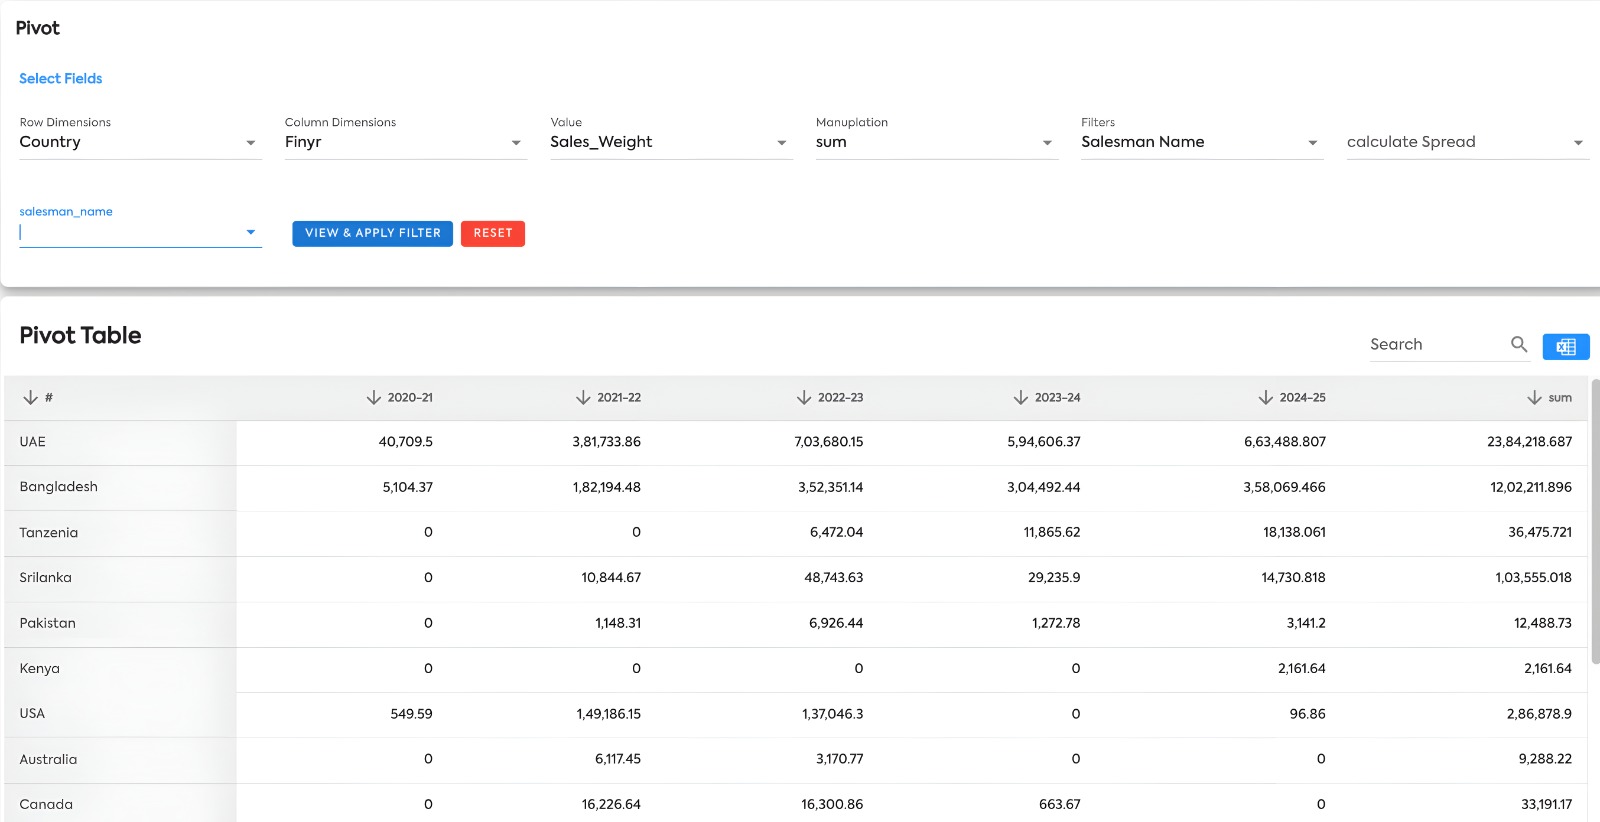 Pivot
Select Fields
Row Dimensions Column Dimensions Value Manuplation Filters
Country Finyr Sales_Weight sum Salesman Name calculate Spread
salesman_name
VIEW & APPLY FILTER RESET
Pivot Table
Search
# 2020-21 2021-22 2022-23 2023-24 2024-25 sum
UAE 40,709.5 3,81,733.86 7,03,680.15 5,94,606.37 6,63,488.807 23,84,218.687
Bangladesh 5,104.37 1,82,194.48 3,52,351.14 3,04,492.44 3,58,069.466 12,02,211.896
Tanzenia 0 0 6,472.04 11,865.62 18,138.061 36,475.721
Srilanka 0 10,844.67 48,743.63 29,235.9 14,730.818 1,03,555.018
Pakistan 0 1,148.31 6,926.44 1,272.78 3,141.2 12,488.73
Kenya 0 0 0 0 2,161.64 2,161.64
USA 549.59 1,49,186.15 1,37,046.3 0 96.86 2,86,878.9
Australia 0 6,117.45 3,170.77 0 0 9,288.22
Canada 0 16,226.64 16,300.86 663.67 0 33,191.17